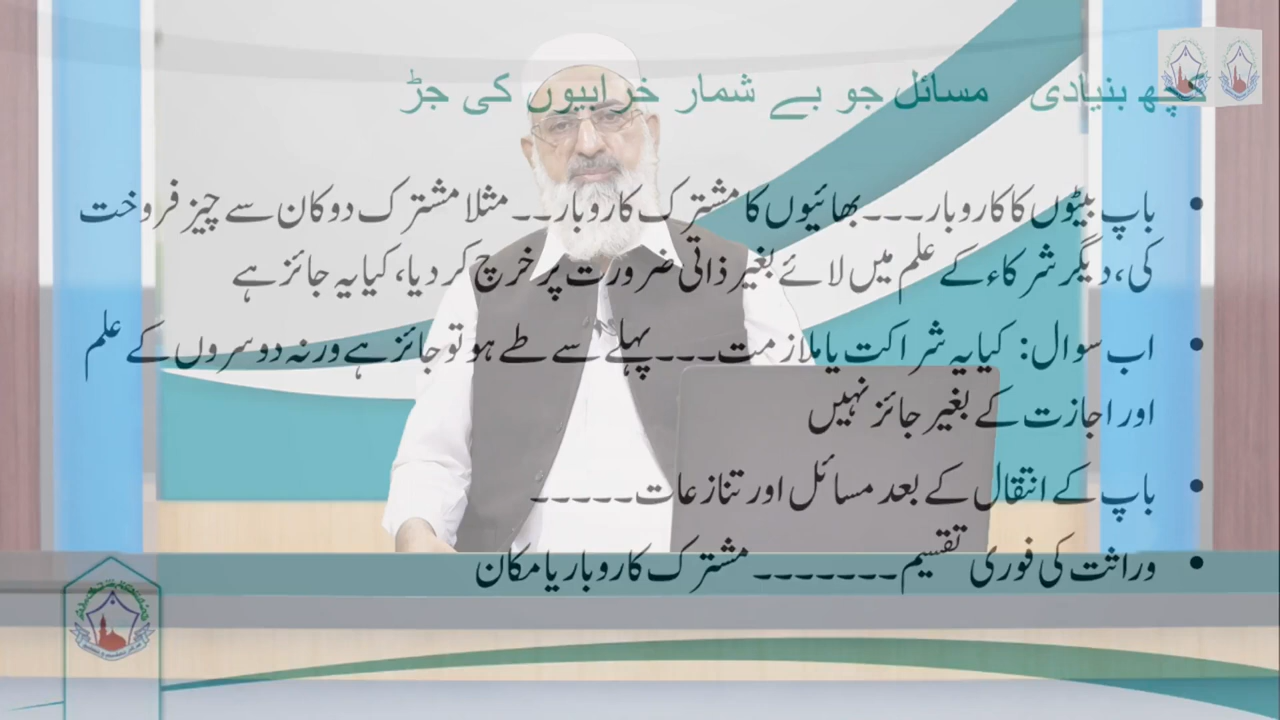 کچھ بنیادی مسائل جو بے شمار خرابیوں کی جڑ
• باپ بیٹوں کا کاروبار۔۔۔بھائیوں کا مشترک کاروبار۔۔مثلا مشترک دوکان سے چیز فروخت
کی، دیگر شرکاء کے علم میں لائے بغیر ذاتی ضرورت پر خرچ کر دیا، کیا یہ جائز ہے
• اب سوال: کیا یہ شراکت یا ملازمت۔۔۔پہلے سے طے ہو تو جائز ہے ورنہ دوسروں کے علم
اور اجازت کے بغیر جائز نہیں
• باپ کے انتقال کے بعد مسائل اور تنازعات۔۔۔۔۔
• وراثت کی فوری تقسیم۔۔۔۔۔۔۔مشترک کاروبار یا مکان